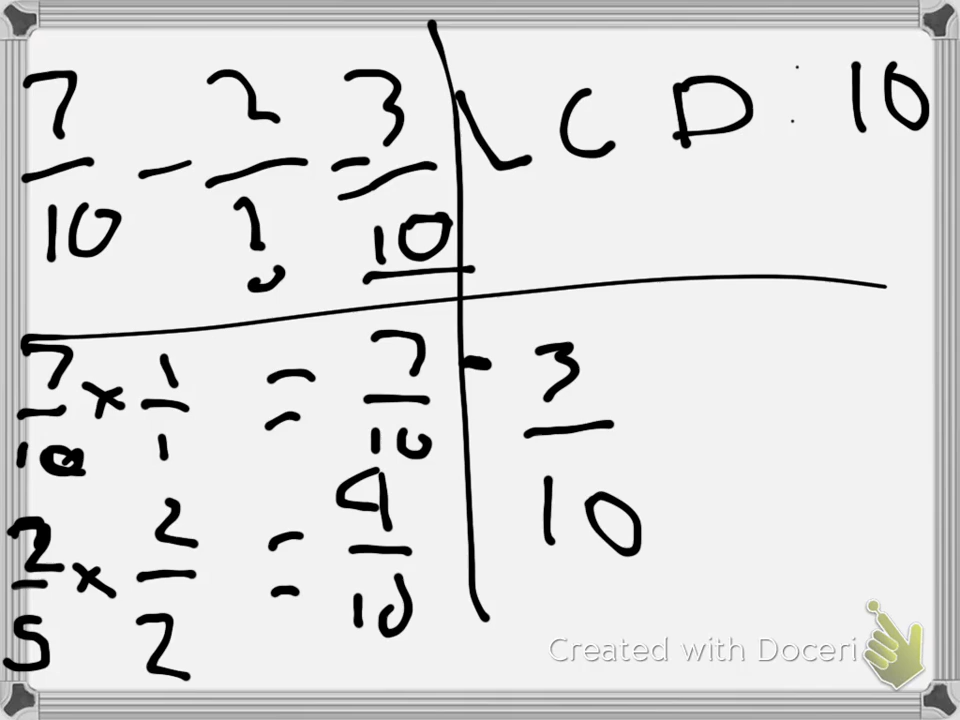 7/10 - 2/? = 3/10
LCD: 10
7/10 × 1/1 = 7/10
2/5 × 2/2 = 4/10
- 3/10
Created with Doceri